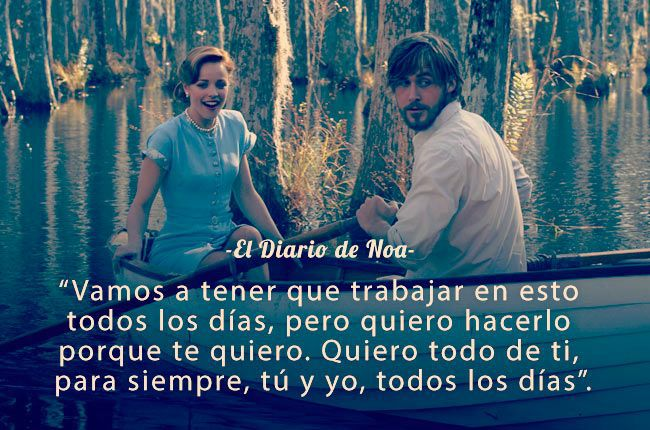 -El Diario de Noa-
“Vamos a tener que trabajar en esto
todos los días, pero quiero hacerlo
porque te quiero. Quiero todo de ti,
para siempre, tú y yo, todos los días”.